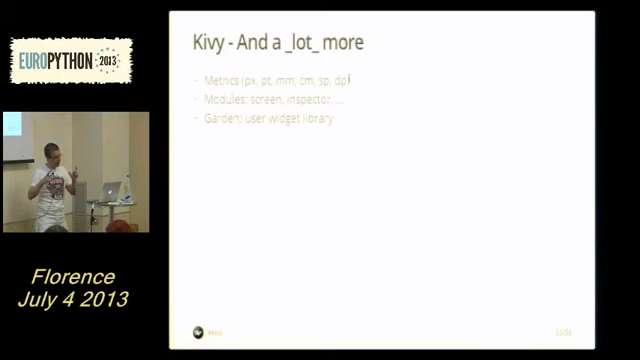 EUROPYTHON 2013
Kivy - And a _lot_ more
Metrics (px, pt, mm, cm, sp, dp)
Modules: screen, inspector, ...
Garden: user widget library
Florence
July 4 2013